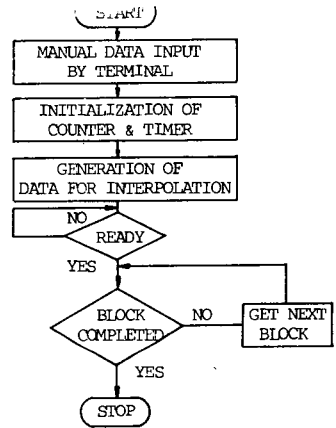 START
MANUAL DATA INPUT
BY TERMINAL
INITIALIZATION OF
COUNTER & TIMER
GENERATION OF
DATA FOR INTERPOLATION
NO
READY
YES
BLOCK
COMPLETED
NO
GET NEXT
BLOCK
YES
STOP